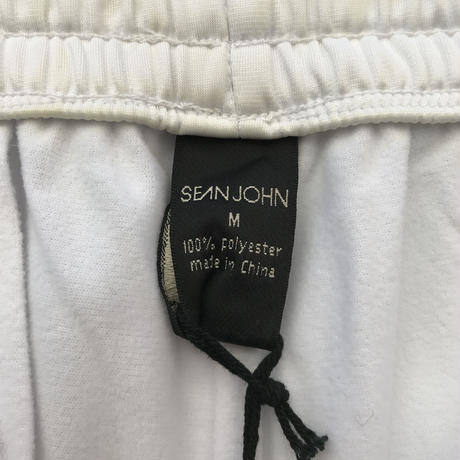 SEAN JOHN
M
100% polyester
made in China